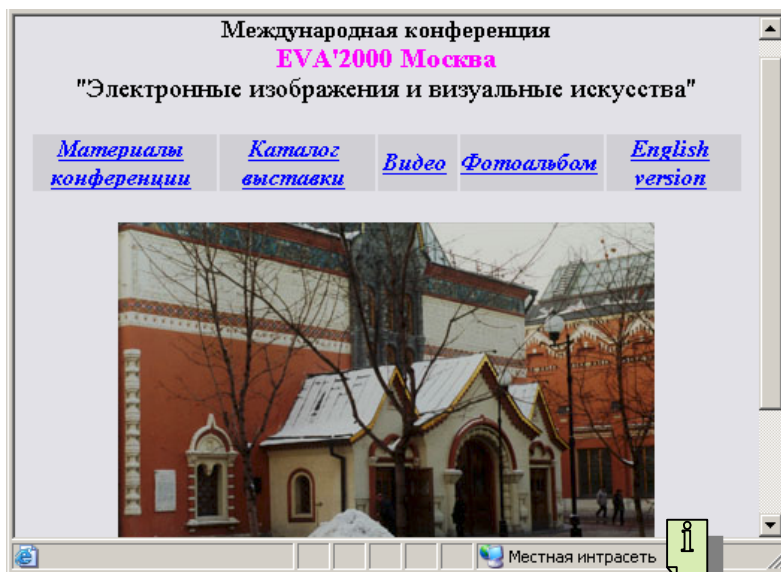 Международная конференция
EVA'2000 Москва
"Электронные изображения и визуальные искусства"
Материалы конференции
Каталог выставки
Видео
Фотоальбом
English version
Местная интрасеть